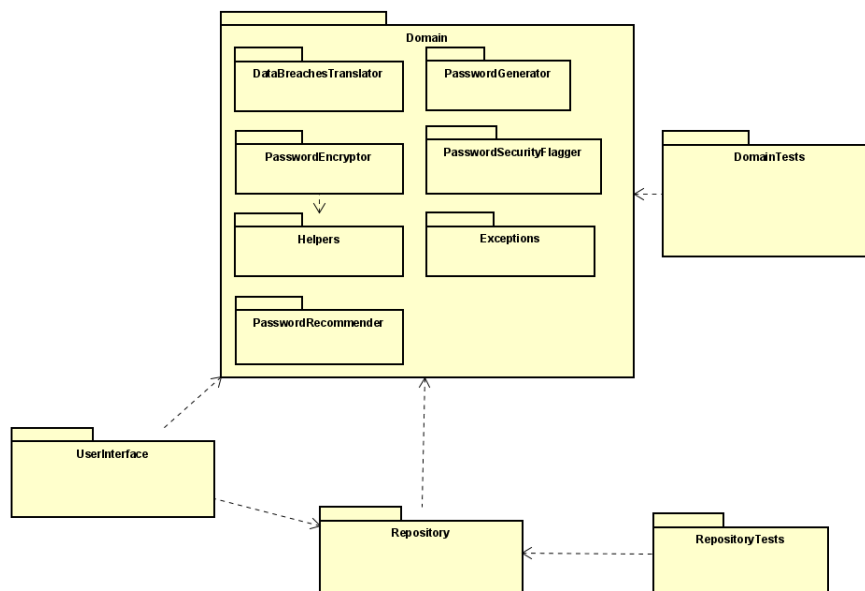 Domain
DataBreachesTranslator
PasswordGenerator
PasswordEncryptor
PasswordSecurityFlagger
DomainTests
Helpers
Exceptions
PasswordRecommender
UserInterface
Repository
RepositoryTests